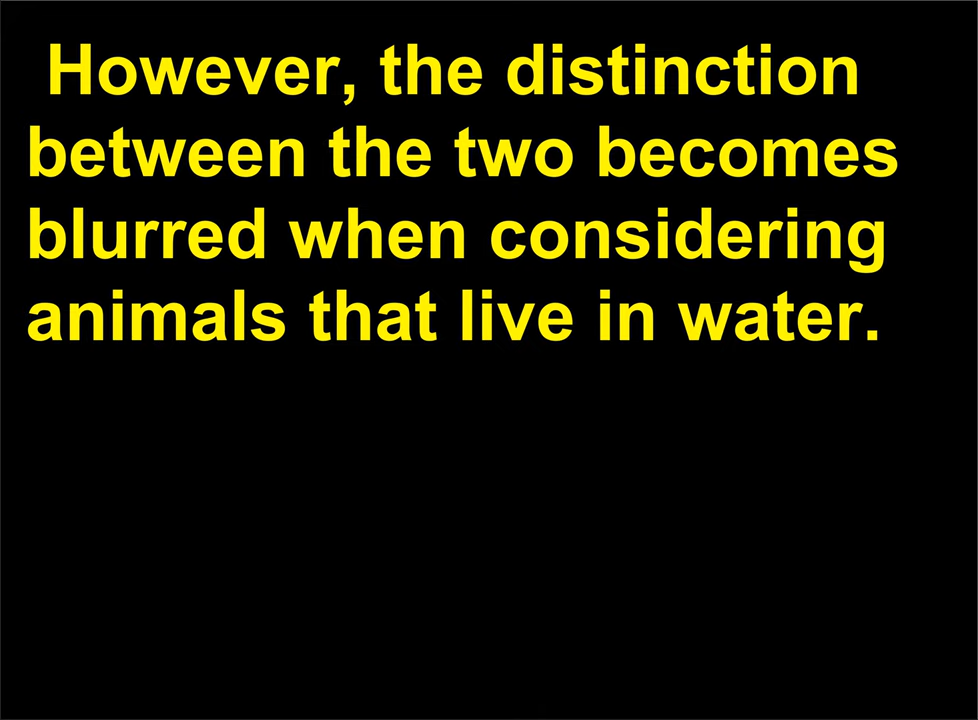 However, the distinction
between the two becomes
blurred when considering
animals that live in water.